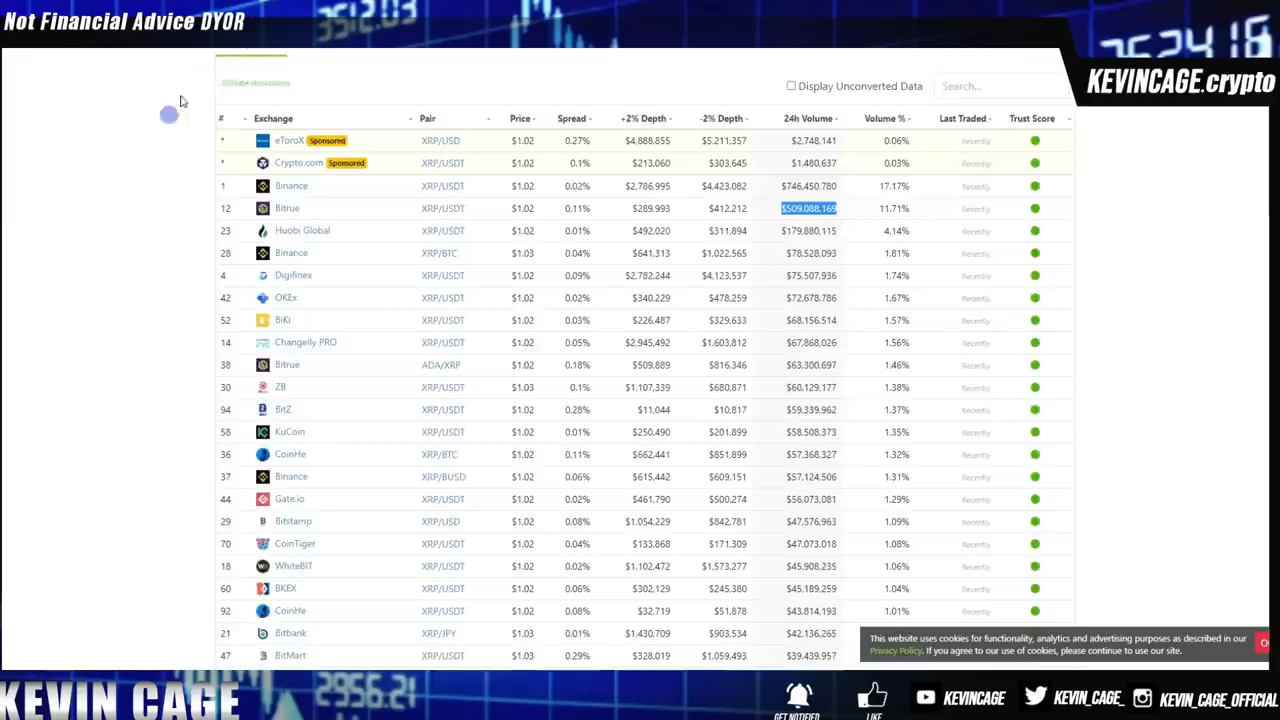 Not Financial Advice DYOR
KEVINCAGE.crypto
Affiliate disclosures
Display Unconverted Data Search...
# Exchange Pair Price Spread +2% Depth -2% Depth 24h Volume Volume % Last Traded Trust Score
* eToroX Sponsored XRP/USD $1.02 0.27% $4,888,855 $5,211,357 $2,748,141 0.06% Recently
* Crypto.com Sponsored XRP/USDT $1.02 0.1% $213,060 $303,645 $1,480,637 0.03% Recently
1 Binance XRP/USDT $1.02 0.02% $2,786,995 $4,423,082 $746,450,780 17.17% Recently
12 Bitrue XRP/USDT $1.02 0.11% $289,993 $412,212 $509,088,169 11.71% Recently
23 Huobi Global XRP/USDT $1.02 0.01% $492,020 $311,894 $179,880,115 4.14% Recently
28 Binance XRP/BTC $1.03 0.04% $641,313 $1,022,565 $78,528,093 1.81% Recently
4 Digifinex XRP/USDT $1.02 0.09% $2,782,244 $4,123,537 $75,507,936 1.74% Recently
42 OKEx XRP/USDT $1.02 0.02% $340,229 $478,259 $72,678,786 1.67% Recently
52 BiKi XRP/USDT $1.02 0.03% $226,487 $329,633 $68,156,514 1.57% Recently
14 Changelly PRO XRP/USDT $1.02 0.05% $2,945,492 $1,603,812 $67,868,026 1.56% Recently
38 Bitrue ADA/XRP $1.02 0.18% $509,889 $816,346 $63,300,697 1.46% Recently
30 ZB XRP/USDT $1.03 0.1% $1,107,339 $680,871 $60,129,177 1.38% Recently
94 BitZ XRP/USDT $1.02 0.28% $11,044 $10,817 $59,339,962 1.37% Recently
58 KuCoin XRP/USDT $1.02 0.01% $250,490 $201,899 $58,508,373 1.35% Recently
36 CoinHe XRP/BTC $1.02 0.11% $662,441 $851,899 $57,368,327 1.32% Recently
37 Binance XRP/BUSD $1.02 0.06% $615,442 $609,151 $57,124,506 1.31% Recently
44 Gate.io XRP/USDT $1.02 0.02% $461,790 $500,274 $56,073,081 1.29% Recently
29 Bitstamp XRP/USD $1.02 0.08% $1,054,229 $842,781 $47,576,963 1.09% Recently
70 CoinTiger XRP/USDT $1.02 0.04% $133,868 $171,309 $47,073,018 1.08% Recently
18 WhiteBIT XRP/USDT $1.02 0.02% $1,102,472 $1,573,277 $45,908,235 1.06% Recently
60 BKEX XRP/USDT $1.02 0.06% $302,129 $245,380 $45,189,259 1.04% Recently
92 CoinHe XRP/USDT $1.02 0.08% $32,719 $51,878 $43,814,193 1.01% Recently
21 Bitbank XRP/JPY $1.03 0.01% $1,430,709 $903,534 $42,136,265
47 BitMart XRP/USDT $1.03 0.29% $328,019 $1,059,493 $39,439,957
This website uses cookies for functionality, analytics and advertising purposes as described in our
Privacy Policy. If you agree to our use of cookies, please continue to use our site.
KEVIN CAGE
GET NOTIFIED
LIKE
KEVINCAGE
KEVIN_CAGE_
KEVIN_CAGE_OFFICIAL